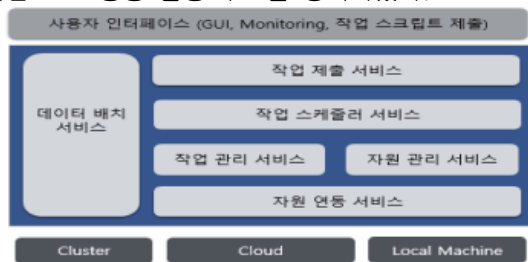 사용자 인터페이스 (GUI, Monitoring, 작업 스크립트 제출)
데이터 배치
서비스
작업 제출 서비스
작업 스케줄러 서비스
작업 관리 서비스
자원 관리 서비스
자원 연동 서비스
Cluster
Cloud
Local Machine